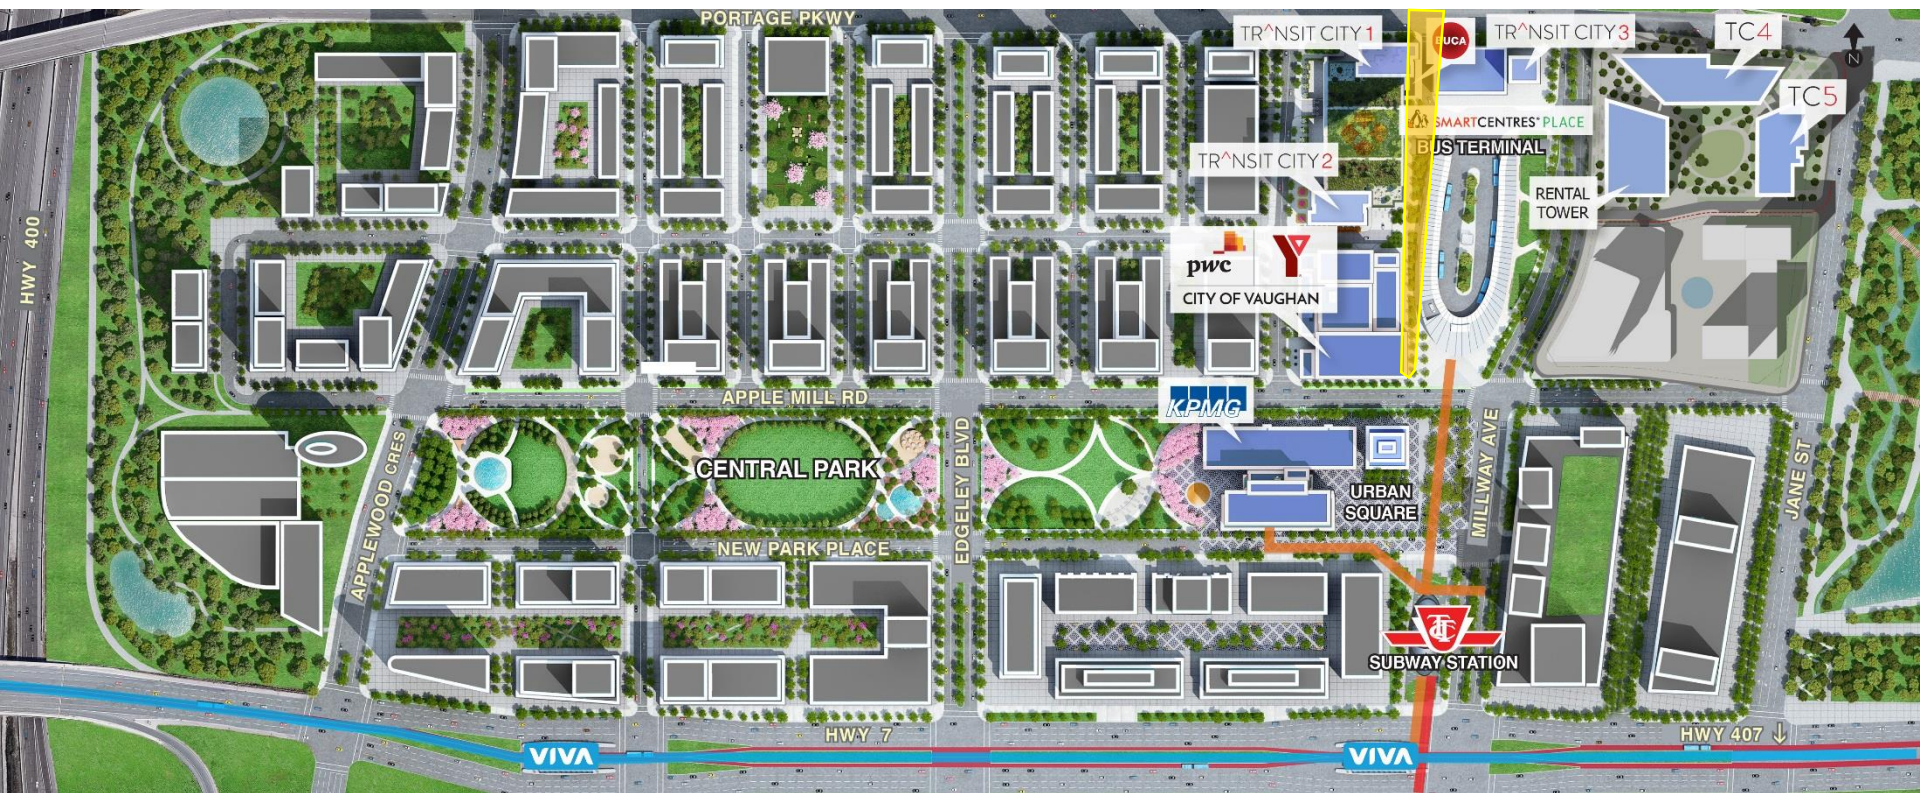 PORTAGE PKWY
TR^NSIT CITY 1
DUCA
TR^NSIT CITY 3
TC4
N
TC5
SMARTCENTRES® PLACE
BUS TERMINAL
TR^NSIT CITY 2
RENTAL
TOWER
HWY 400
pwc
Y
CITY OF VAUGHAN
APPLE MILL RD
KPMG
APPLEWOOD CRES
CENTRAL PARK
EDGELEY BLVD
URBAN
SQUARE
MILLWAY AVE
JANE ST
NEW PARK PLACE
TTC
SUBWAY STATION
HWY 7
HWY 407 ↓
VIVA
VIVA